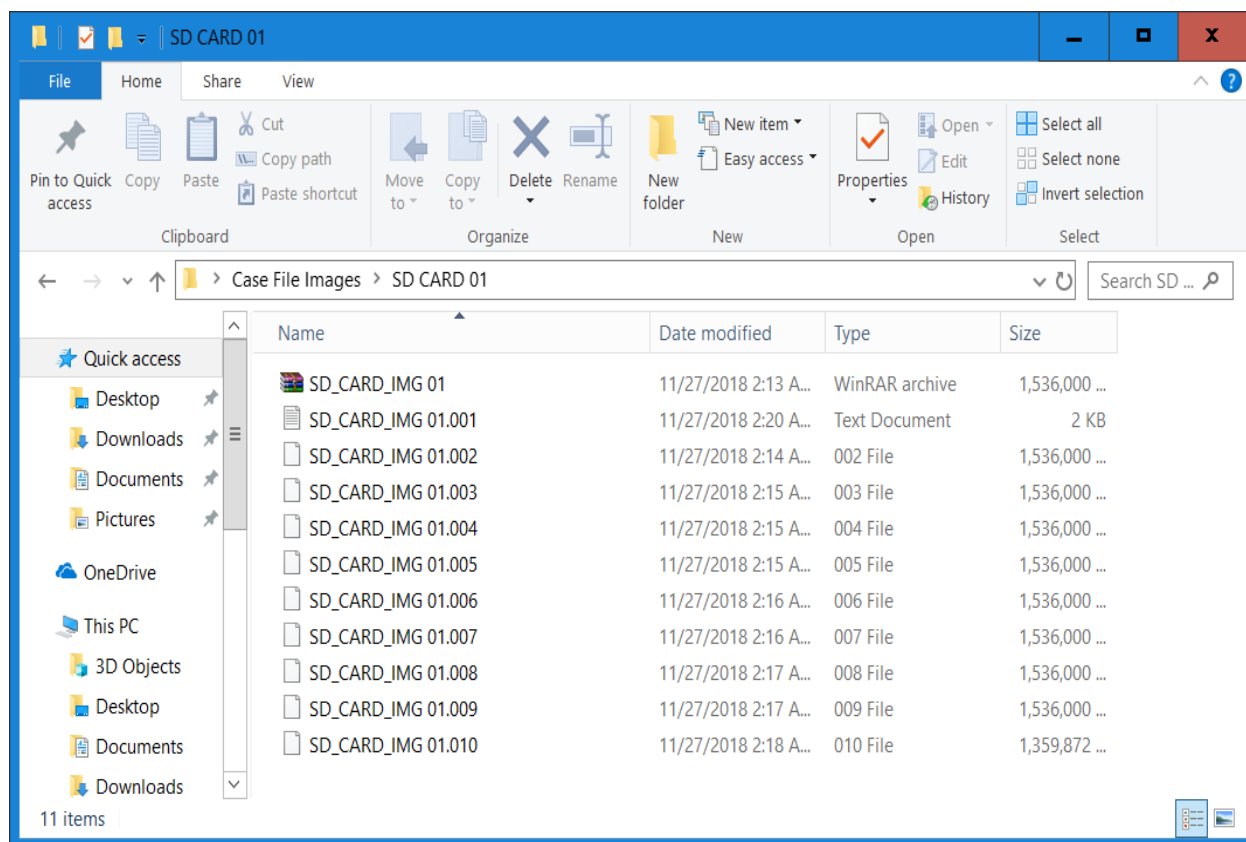 SD CARD 01
File Home Share View
Pin to Quick access
Copy
Paste
Cut
Copy path
Paste shortcut
Clipboard
Move to
Copy to
Delete
Rename
Organize
New folder
New item
Easy access
New
Properties
Open
Edit
History
Open
Select all
Select none
Invert selection
Select
Case File Images > SD CARD 01
Search SD ...
Quick access
Desktop
Downloads
Documents
Pictures
OneDrive
This PC
3D Objects
Desktop
Documents
Downloads
Name Date modified Type Size
SD_CARD_IMG 01 11/27/2018 2:13 A... WinRAR archive 1,536,000 ...
SD_CARD_IMG 01.001 11/27/2018 2:20 A... Text Document 2 KB
SD_CARD_IMG 01.002 11/27/2018 2:14 A... 002 File 1,536,000 ...
SD_CARD_IMG 01.003 11/27/2018 2:15 A... 003 File 1,536,000 ...
SD_CARD_IMG 01.004 11/27/2018 2:15 A... 004 File 1,536,000 ...
SD_CARD_IMG 01.005 11/27/2018 2:15 A... 005 File 1,536,000 ...
SD_CARD_IMG 01.006 11/27/2018 2:16 A... 006 File 1,536,000 ...
SD_CARD_IMG 01.007 11/27/2018 2:16 A... 007 File 1,536,000 ...
SD_CARD_IMG 01.008 11/27/2018 2:17 A... 008 File 1,536,000 ...
SD_CARD_IMG 01.009 11/27/2018 2:17 A... 009 File 1,536,000 ...
SD_CARD_IMG 01.010 11/27/2018 2:18 A... 010 File 1,359,872 ...
11 items